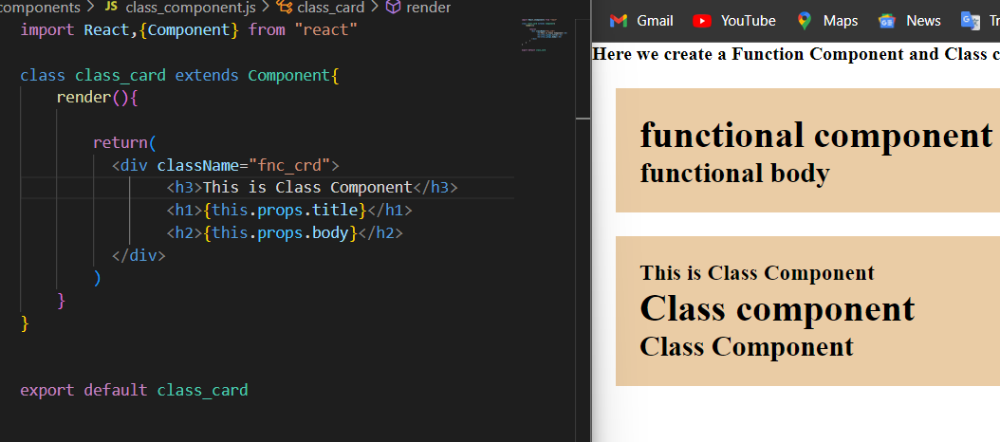 components > JS class_component.js > class_card > render
import React,{Component} from "react"
class class_card extends Component{
render(){
return(
<div className="fnc_crd">
<h3>This is Class Component</h3>
<h1>{this.props.title}</h1>
<h2>{this.props.body}</h2>
</div>
)
}
}
export default class_card
Gmail YouTube Maps News Tr
Here we create a Function Component and Class c
functional component
functional body
This is Class Component
Class component
Class Component